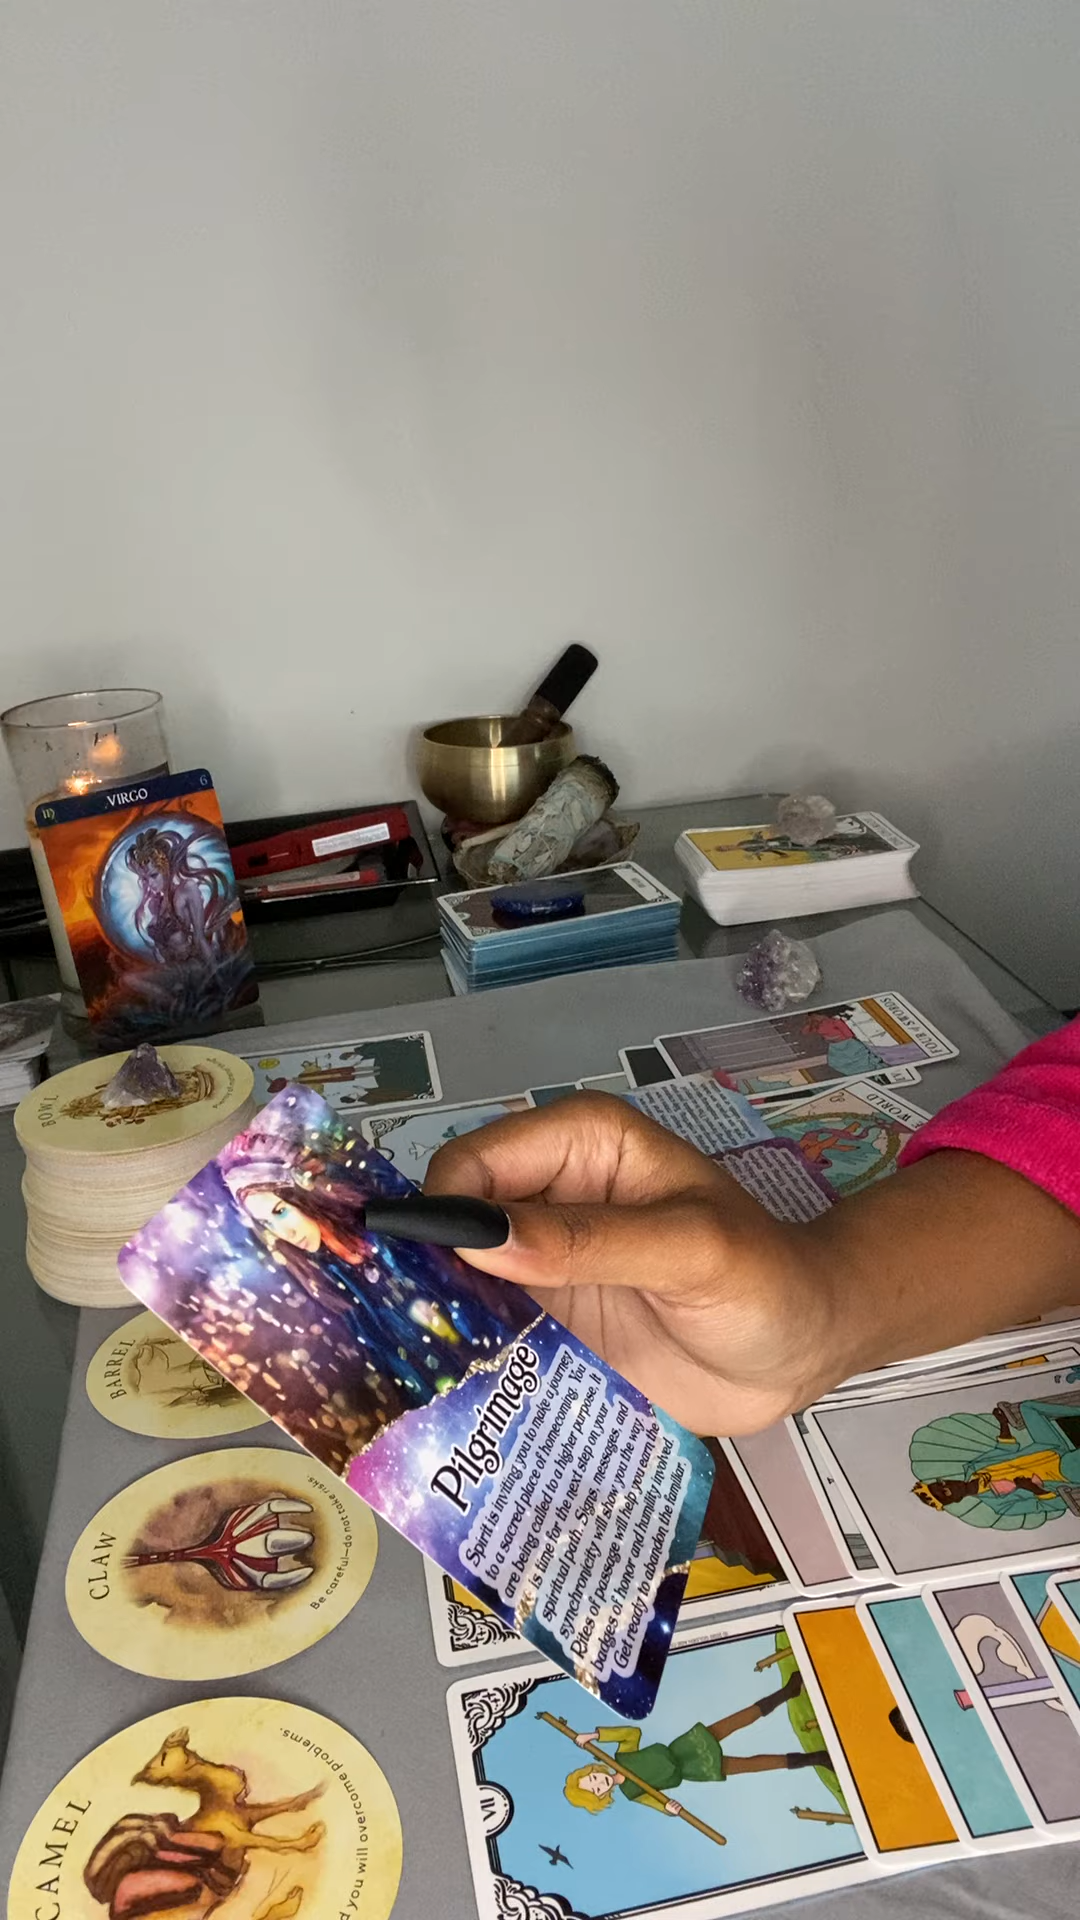 VIRGO
6
BOWL
FOUR of SWORDS
E WORLD
BARREL
Pilgrimage
Spirit is inviting you to make a journey
to a sacred place of homecoming. You
are being called to a higher purpose. It
is time for the next step on your
spiritual path. Signs, messages, and
synchronicity will show you the way.
Rites of passage will help you earn the
badges of honor and humility involved.
Get ready to abandon the familiar.
CLAW
Be careful—do not take risks.
CAMEL
d you will overcome problems.
VII